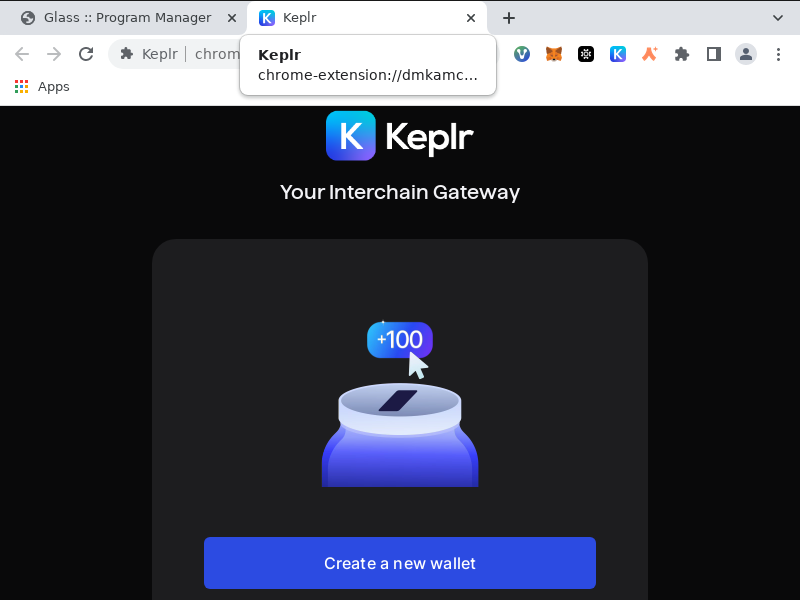 Glass :: Program Manager
Keplr
Keplr
chrom
Keplr
chrome-extension://dmkamc...
Apps
K Keplr
Your Interchain Gateway
+100
Create a new wallet